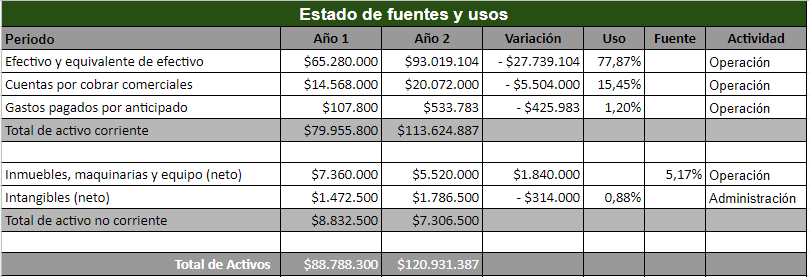 Estado de fuentes y usos
Periodo Año 1 Año 2 Variación Uso Fuente Actividad
Efectivo y equivalente de efectivo $65.280.000 $93.019.104 - $27.739.104 77,87% Operación
Cuentas por cobrar comerciales $14.568.000 $20.072.000 - $5.504.000 15,45% Operación
Gastos pagados por anticipado $107.800 $533.783 - $425.983 1,20% Operación
Total de activo corriente $79.955.800 $113.624.887
Inmuebles, maquinarias y equipo (neto) $7.360.000 $5.520.000 $1.840.000 5,17% Operación
Intangibles (neto) $1.472.500 $1.786.500 - $314.000 0,88% Administración
Total de activo no corriente $8.832.500 $7.306.500
Total de Activos $88.788.300 $120.931.387